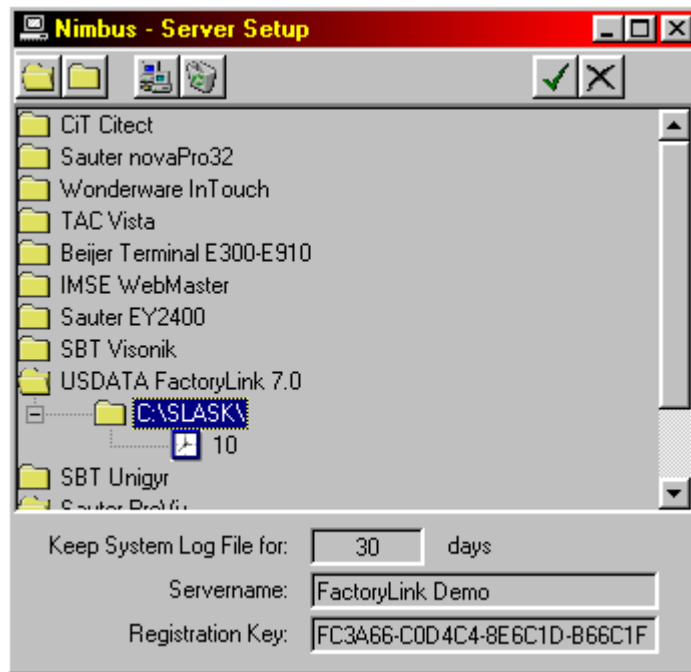 Nimbus - Server Setup
CiT Citect
Sauter novaPro32
Wonderware InTouch
TAC Vista
Beijer Terminal E300-E910
IMSE WebMaster
Sauter EY2400
SBT Visonik
USDATA FactoryLink 7.0
C:\SLASK\
10
SBT Unigyr
Sauter ProVu
Keep System Log File for: 30 days
Servername: FactoryLink Demo
Registration Key: FC3A66-C0D4C4-8E6C1D-B66C1F